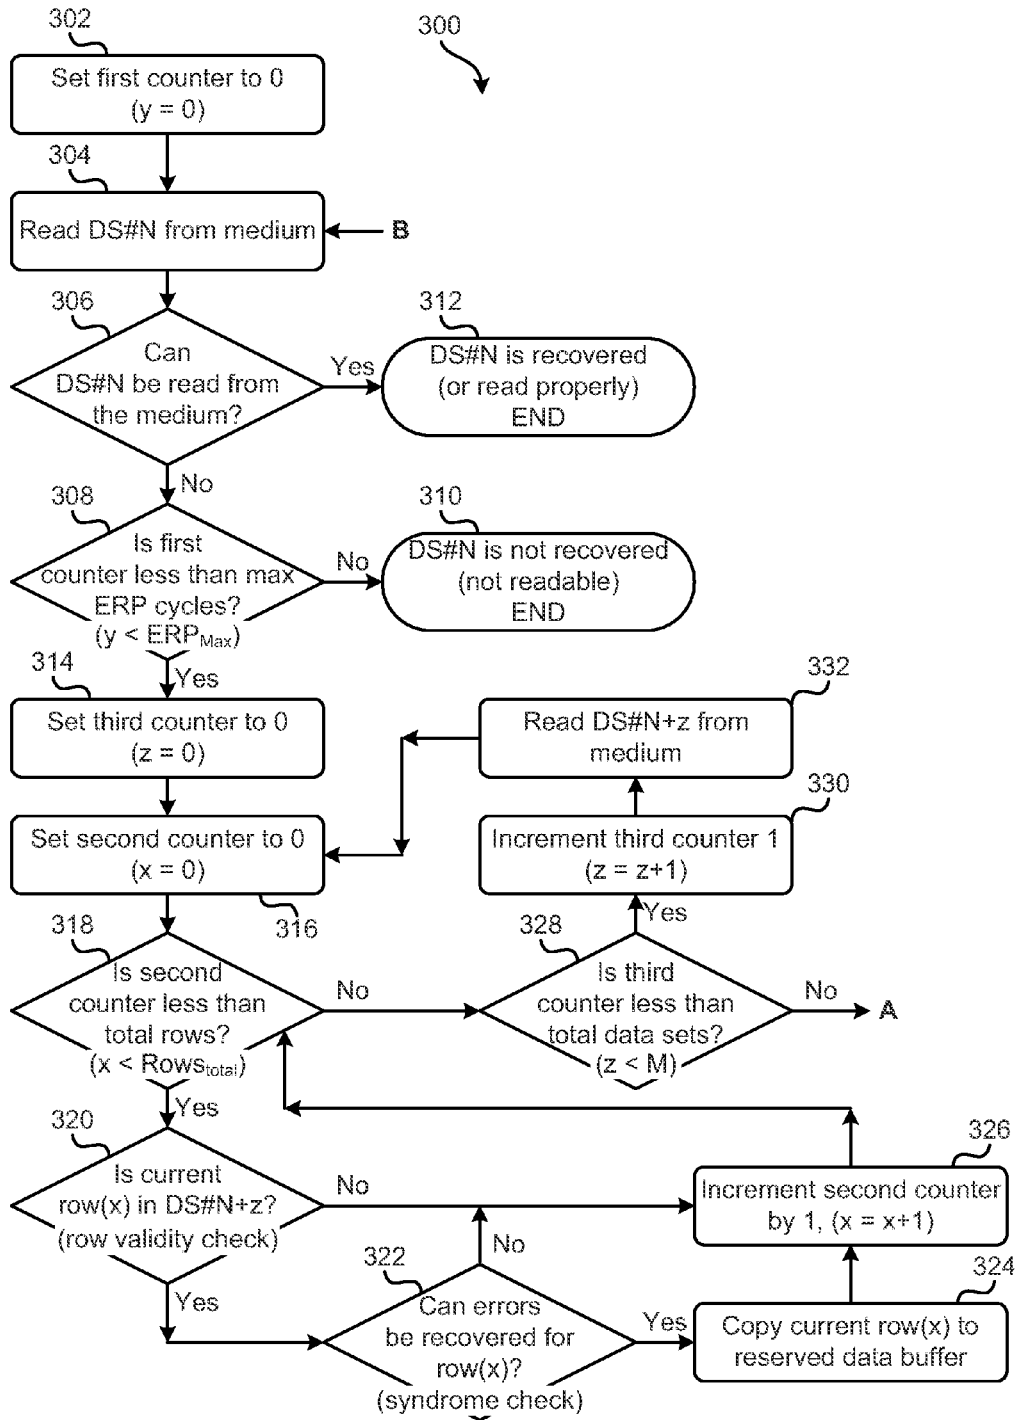 302
300
Set first counter to 0
(y = 0)
304
Read DS#N from medium
B
306
Can
DS#N be read from
the medium?
Yes
312
DS#N is recovered
(or read properly)
END
No
308
Is first
counter less than max
ERP cycles?
(y < ERPMax)
No
310
DS#N is not recovered
(not readable)
END
Yes
314
Set third counter to 0
(z = 0)
332
Read DS#N+z from
medium
330
Increment third counter 1
(z = z+1)
Set second counter to 0
(x = 0)
316
318
Is second
counter less than
total rows?
(x < Rowstotal)
No
Yes
328
Is third
counter less than
total data sets?
(z < M)
No
A
Yes
320
Is current
row(x) in DS#N+z?
(row validity check)
No
326
Increment second counter
by 1, (x = x+1)
Yes
322
No
Can errors
be recovered for
row(x)?
(syndrome check)
Yes
324
Copy current row(x) to
reserved data buffer